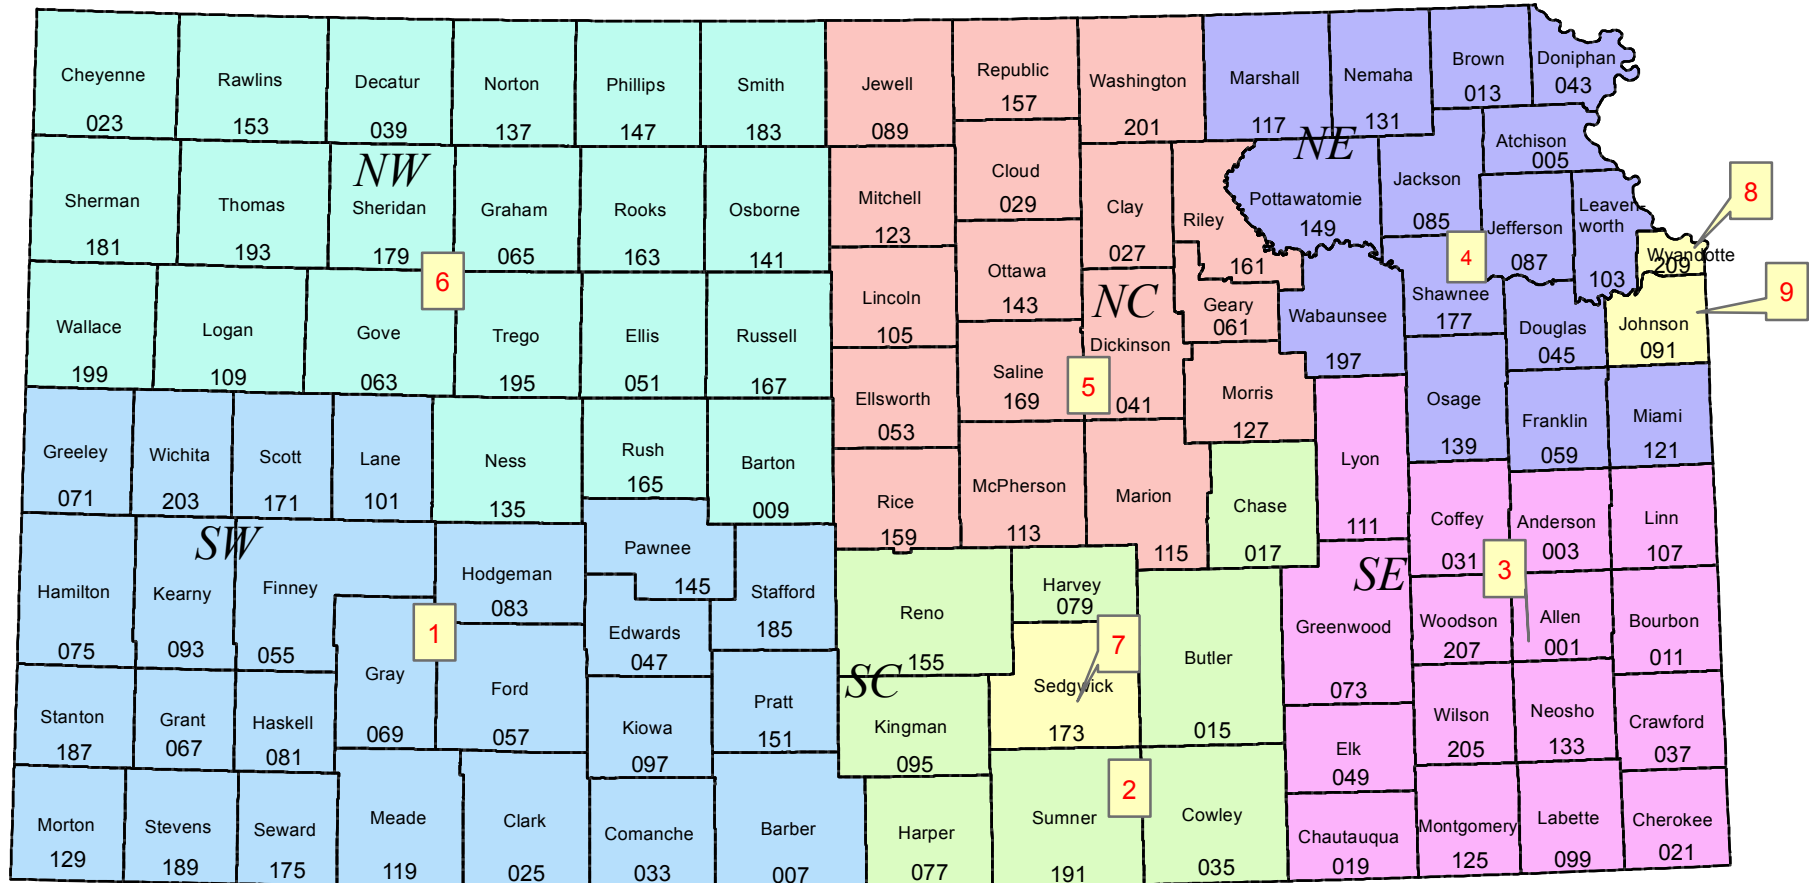 Cheyenne
023
Rawlins
153
Decatur
039
Norton
137
Phillips
147
Smith
183
Jewell
089
Republic
157
Washington
201
Marshall
117
Nemaha
131
Brown
013
Doniphan
043
NW
NE
Atchison
005
Sherman
181
Thomas
193
Sheridan
179
Graham
065
Rooks
163
Osborne
141
Mitchell
123
Cloud
029
Clay
027
Riley
161
Pottawatomie
149
Jackson
085
Jefferson
087
Leaven-
worth
103
8
Wyandotte
209
6
4
9
Wallace
199
Logan
109
Gove
063
Trego
195
Ellis
051
Russell
167
Lincoln
105
Ottawa
143
NC
Geary
061
Wabaunsee
197
Shawnee
177
Douglas
045
Johnson
091
Dickinson
041
Saline
169
5
Ellsworth
053
Morris
127
Osage
139
Franklin
059
Miami
121
Greeley
071
Wichita
203
Scott
171
Lane
101
Ness
135
Rush
165
Barton
009
Rice
159
McPherson
113
Marion
115
Chase
017
Lyon
111
Coffey
031
Anderson
003
Linn
107
SW
SE
3
Hamilton
075
Kearny
093
Finney
055
Hodgeman
083
Pawnee
145
Stafford
185
Edwards
047
Reno
155
Harvey
079
Butler
015
Greenwood
073
Woodson
207
Allen
001
Bourbon
011
1
7
SC
Stanton
187
Grant
067
Haskell
081
Gray
069
Ford
057
Kiowa
097
Pratt
151
Kingman
095
Sedgwick
173
Elk
049
Wilson
205
Neosho
133
Crawford
037
2
Morton
129
Stevens
189
Seward
175
Meade
119
Clark
025
Comanche
033
Barber
007
Harper
077
Sumner
191
Cowley
035
Chautauqua
019
Montgomery
125
Labette
099
Cherokee
021